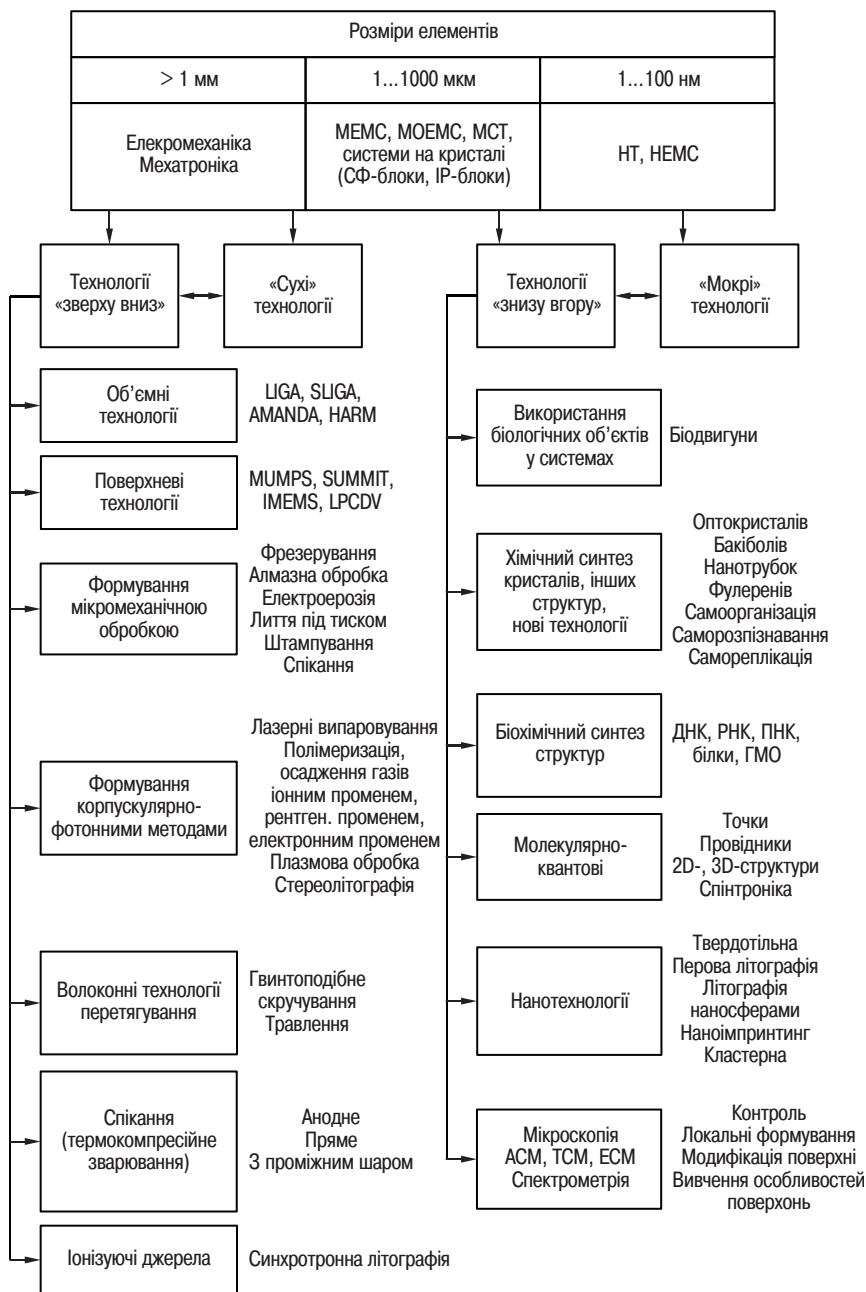 Розміри елементів
> 1 мм
1...1000 мкм
1...100 нм
Елекромеханіка
Мехатроніка
МЕМС, МОЕМС, МСТ,
системи на кристалі
(СФ-блоки, ІР-блоки)
НТ, НЕМС
Технології
«зверху вниз»
«Сухі»
технології
Технології
«знизу вгору»
«Мокрі»
технології
Об’ємні
технології
LIGA, SLIGA,
AMANDA, HARM
Поверхневі
технології
MUMPS, SUMMIT,
IMEMS, LPCDV
Формування
мікромеханічною
обробкою
Фрезерування
Алмазна обробка
Електроерозія
Лиття під тиском
Штампування
Спікання
Формування
корпускулярно-
фотонними методами
Лазерні випаровування
Полімеризація,
осадження газів
іонним променем,
рентген. променем,
електронним променем
Плазмова обробка
Стереолітографія
Волоконні технології
перетягування
Гвинтоподібне
скручування
Травлення
Спікання
(термокомпресійне
зварювання)
Анодне
Пряме
З проміжним шаром
Іонізуючі джерела
Синхротронна літографія
Використання
біологічних об’єктів
у системах
Біодвигуни
Хімічний синтез
кристалів, інших
структур,
нові технології
Оптокристалів
Бакіболів
Нанотрубок
Фулеренів
Самоорганізація
Саморозпізнавання
Самореплікація
Біохімічний синтез
структур
ДНК, РНК, ПНК,
білки, ГМО
Молекулярно-
квантові
Точки
Провідники
2D-, 3D-структури
Спінтроніка
Нанотехнології
Твердотільна
Перова літографія
Літографія
наносферами
Наноімпринтинг
Кластерна
Мікроскопія
АСМ, ТСМ, ЕСМ
Спектрометрія
Контроль
Локальні формування
Модифікація поверхні
Вивчення особливостей
поверхонь